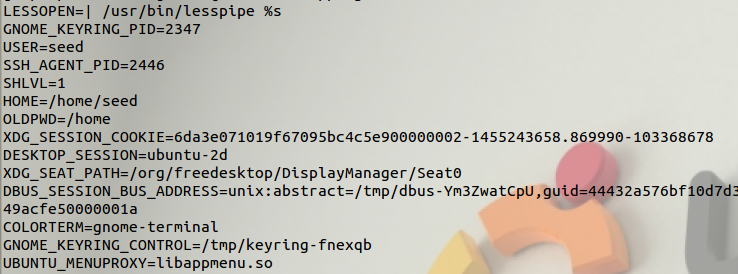 LESSOPEN=| /usr/bin/lesspipe %s
GNOME_KEYRING_PID=2347
USER=seed
SSH_AGENT_PID=2446
SHLVL=1
HOME=/home/seed
OLDPWD=/home
XDG_SESSION_COOKIE=6da3e071019f67095bc4c5e900000002-1455243658.869990-103368678
DESKTOP_SESSION=ubuntu-2d
XDG_SEAT_PATH=/org/freedesktop/DisplayManager/Seat0
DBUS_SESSION_BUS_ADDRESS=unix:abstract=/tmp/dbus-Ym3ZwatCpU,guid=44432a576bf10d7d3
49acfe50000001a
COLORTERM=gnome-terminal
GNOME_KEYRING_CONTROL=/tmp/keyring-fnexqb
UBUNTU_MENUPROXY=libappmenu.so